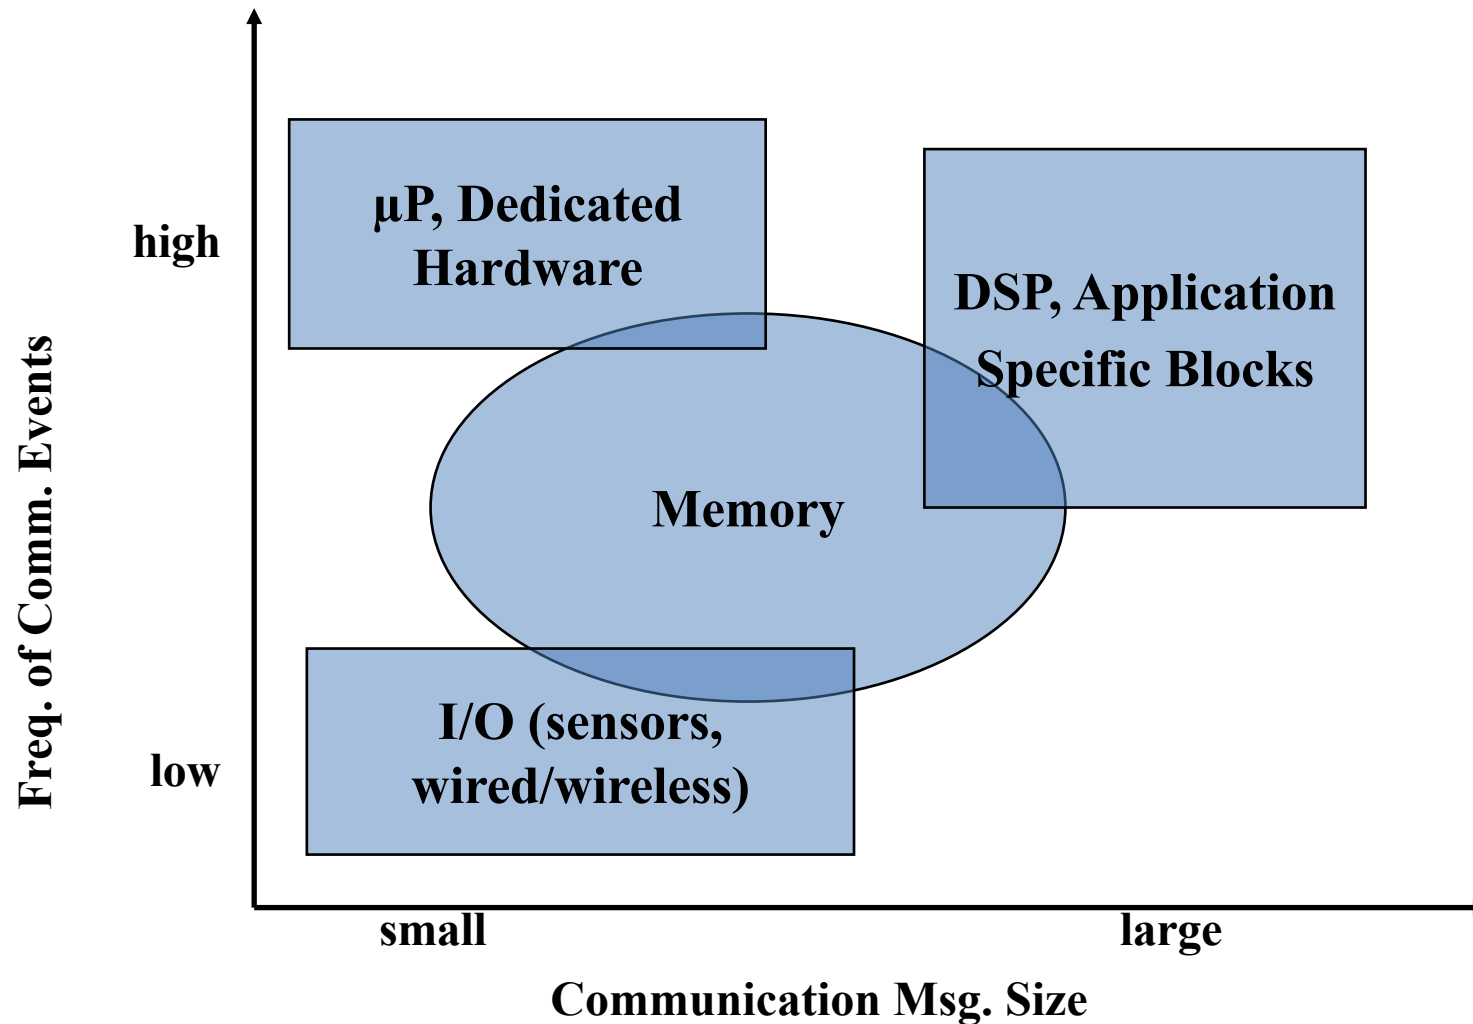 µP, Dedicated
Hardware
high
DSP, Application
Specific Blocks
Freq. of Comm. Events
Memory
I/O (sensors,
wired/wireless)
low
small
large
Communication Msg. Size